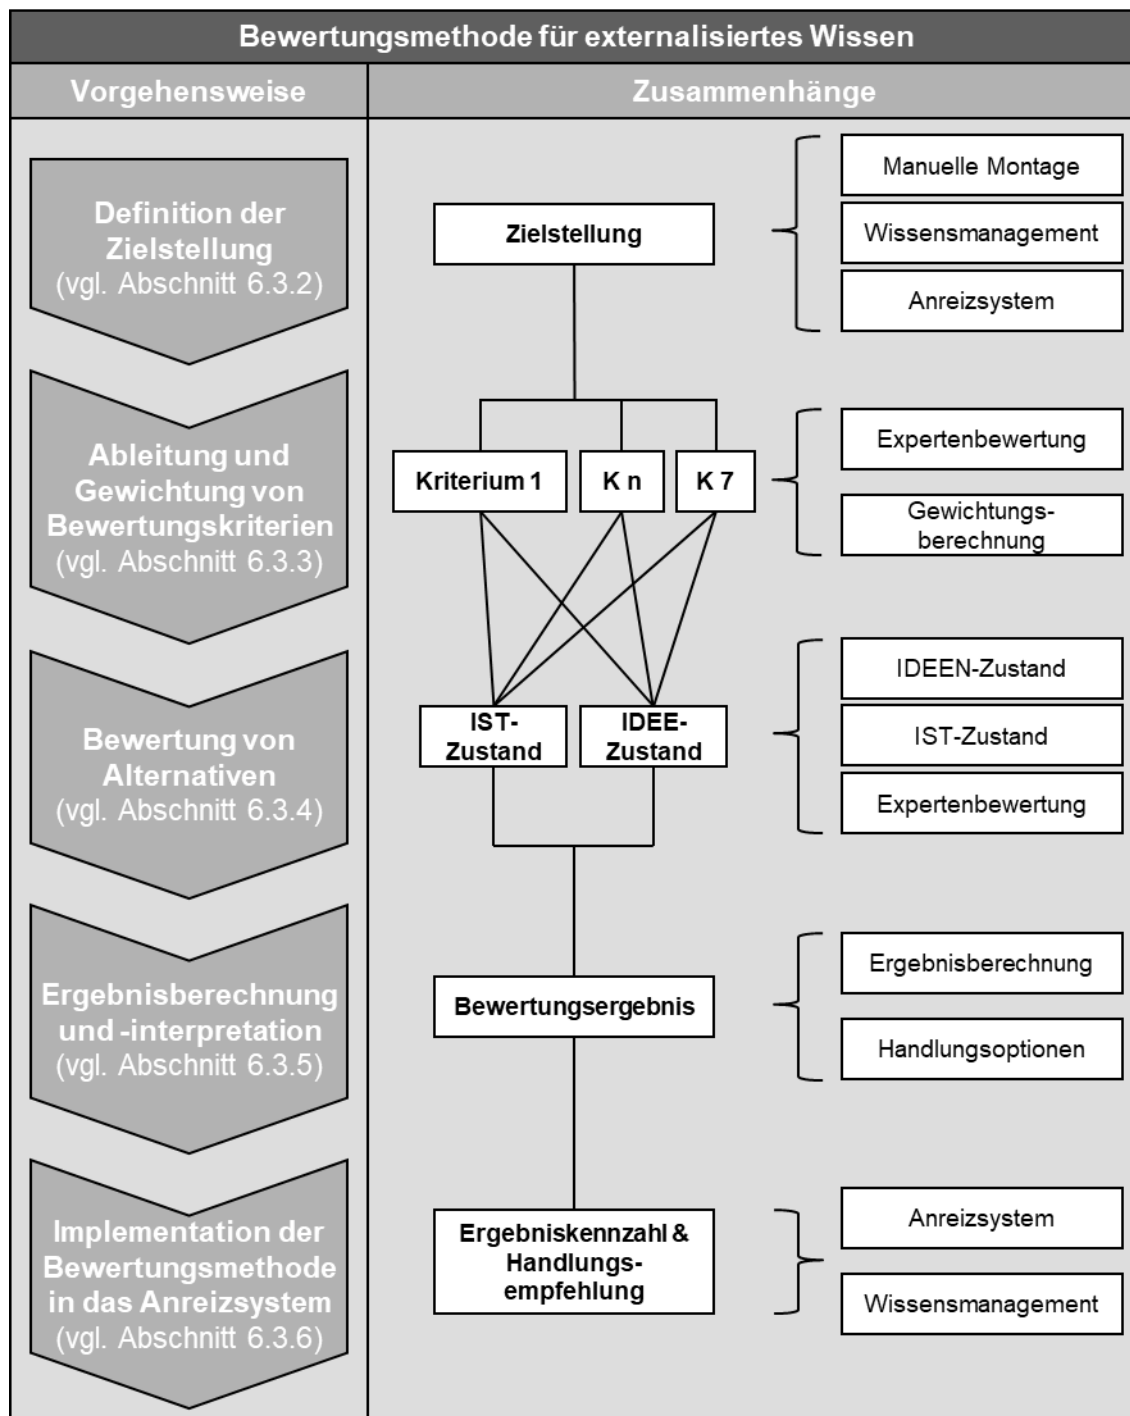 Bewertungsmethode für externalisiertes Wissen
Vorgehensweise
Zusammenhänge
Definition der
Zielstellung
(vgl. Abschnitt 6.3.2)
Zielstellung
Manuelle Montage
Wissensmanagement
Anreizsystem
Ableitung und
Gewichtung von
Bewertungskriterien
(vgl. Abschnitt 6.3.3)
Kriterium 1
K n
K 7
Expertenbewertung
Gewichtungs-
berechnung
Bewertung von
Alternativen
(vgl. Abschnitt 6.3.4)
IST-
Zustand
IDEE-
Zustand
IDEEN-Zustand
IST-Zustand
Expertenbewertung
Ergebnisberechnung
und -interpretation
(vgl. Abschnitt 6.3.5)
Bewertungsergebnis
Ergebnisberechnung
Handlungsoptionen
Implementation der
Bewertungsmethode
in das Anreizsystem
(vgl. Abschnitt 6.3.6)
Ergebniskennzahl &
Handlungs-
empfehlung
Anreizsystem
Wissensmanagement